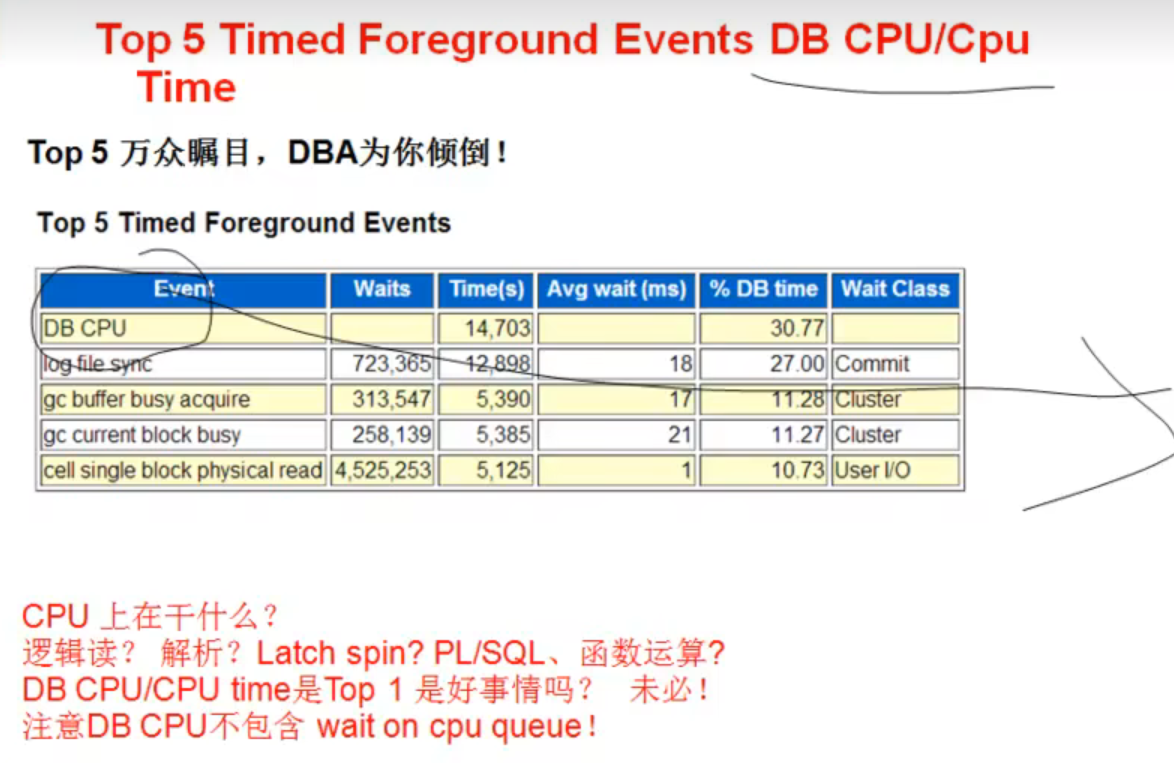 Top 5 Timed Foreground Events DB CPU/Cpu
Time
Top 5 万众瞩目，DBA为你倾倒！
Top 5 Timed Foreground Events
Event Waits Time(s) Avg wait (ms) % DB time Wait Class
DB CPU 14,703 30.77
log file sync 723,365 12,898 18 27.00 Commit
gc buffer busy acquire 313,547 5,390 17 11.28 Cluster
gc current block busy 258,139 5,385 21 11.27 Cluster
cell single block physical read 4,525,253 5,125 1 10.73 User I/O
CPU 上在干什么？
逻辑读？ 解析？Latch spin? PL/SQL、函数运算?
DB CPU/CPU time是Top 1 是好事情吗？ 未必！
注意DB CPU不包含 wait on cpu queue！